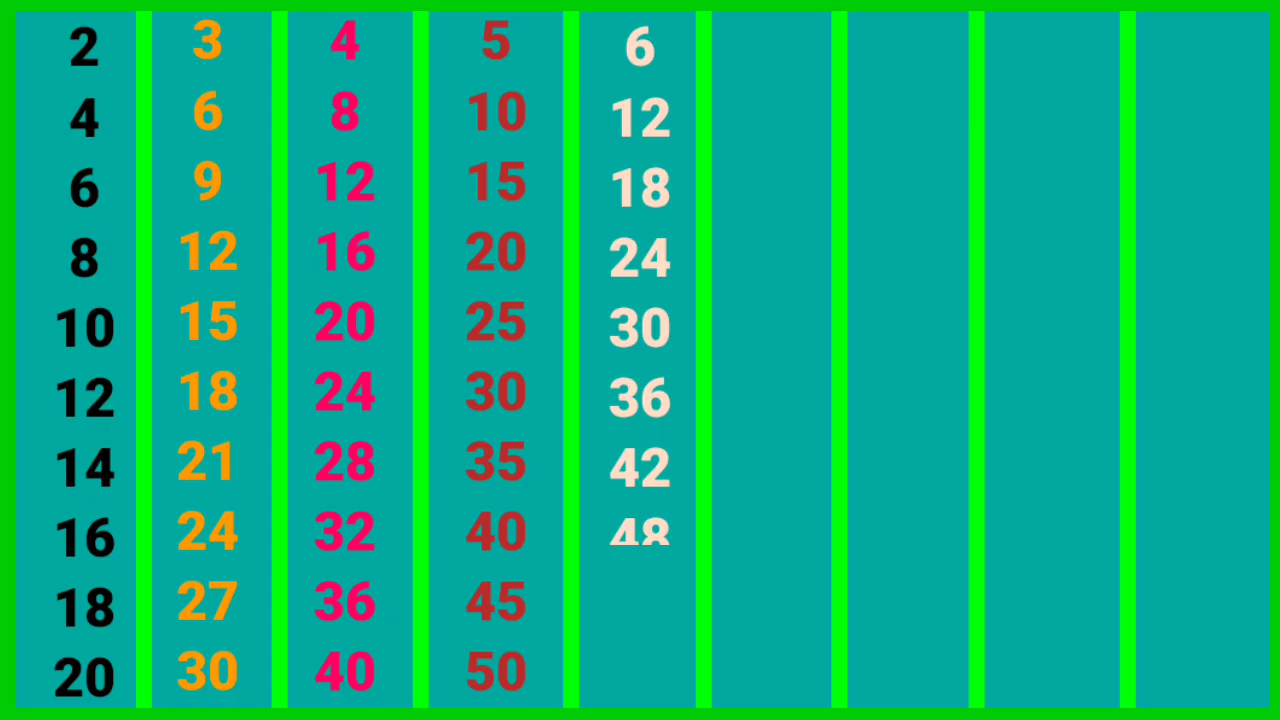 2 3 4 5 6
4 6 8 10 12
6 9 12 15 18
8 12 16 20 24
10 15 20 25 30
12 18 24 30 36
14 21 28 35 42
16 24 32 40 48
18 27 36 45
20 30 40 50